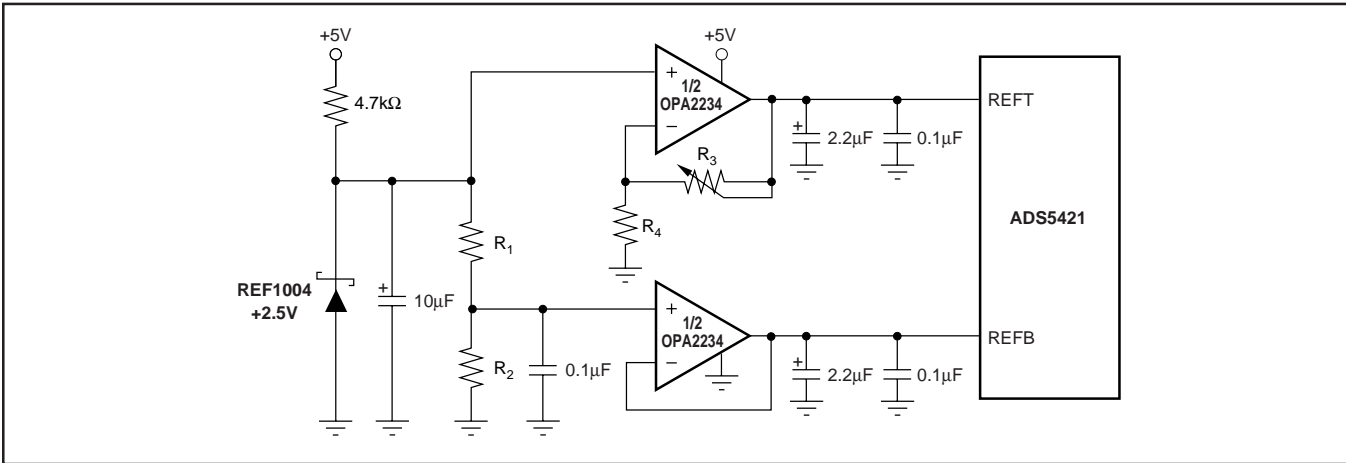 +5V
+5V
4.7kΩ
+
1/2
OPA2234
−
REFT
+
2.2µF
0.1µF
R3
R4
ADS5421
R1
REF1004
+2.5V
+
10µF
+
1/2
OPA2234
−
REFB
R2
0.1µF
+
2.2µF
0.1µF